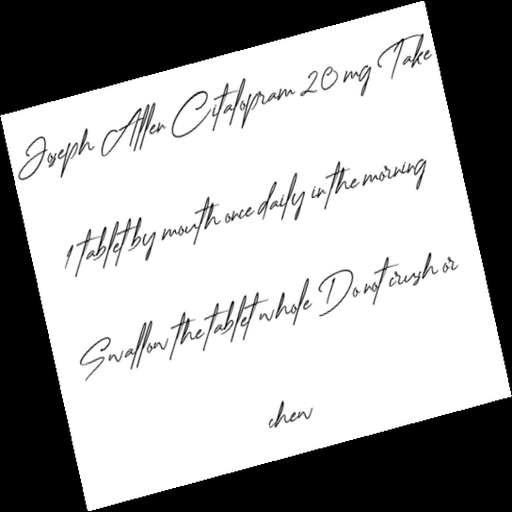 Joseph Allen Citalopram 20 mg Take
1 tablet by mouth once daily in the morning
Swallow the tablet whole Do not crush or
chew